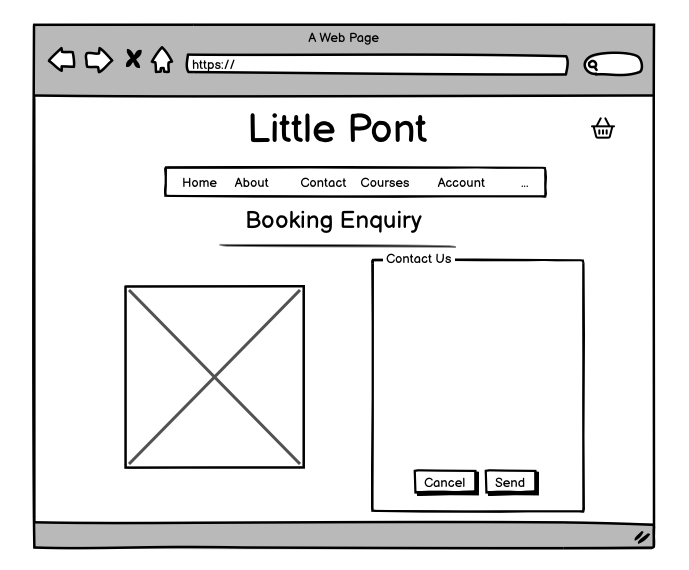 A Web Page
https://
Little Pont
Home About Contact Courses Account ...
Booking Enquiry
Contact Us
Cancel Send